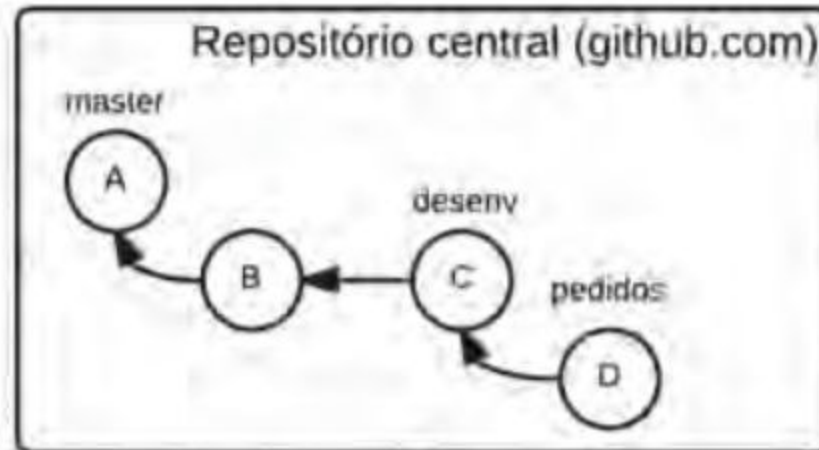 Repositório central (github.com)
master
A
desenv
B
C
pedidos
D